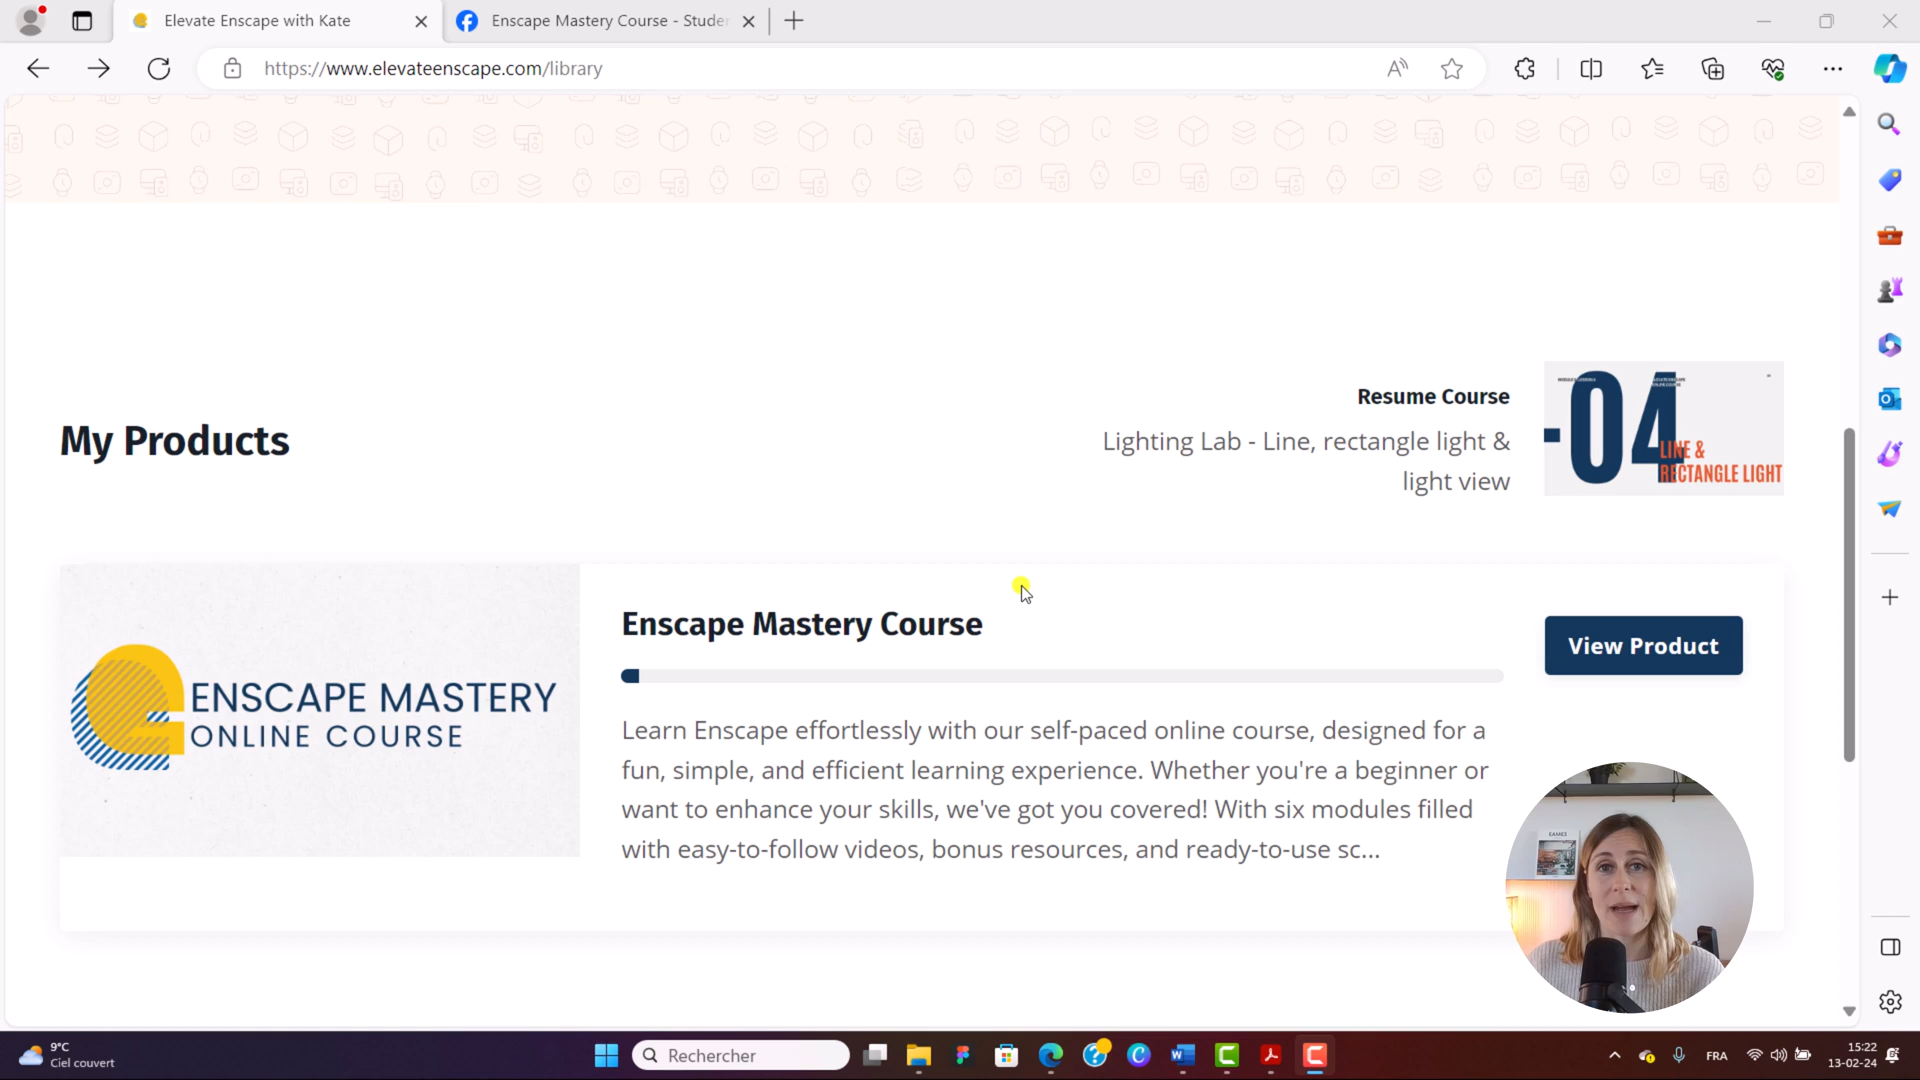 Elevate Enscape with Kate
Enscape Mastery Course - Stude
https://www.elevateenscape.com/library
My Products
Resume Course
Lighting Lab - Line, rectangle light &
light view
-04
LINE &
RECTANGLE LIGHT
ENSCAPE MASTERY
ONLINE COURSE
Enscape Mastery Course
View Product
Learn Enscape effortlessly with our self-paced online course, designed for a
fun, simple, and efficient learning experience. Whether you're a beginner or
want to enhance your skills, we've got you covered! With six modules filled
with easy-to-follow videos, bonus resources, and ready-to-use sc...
EAMES
9°C
Ciel couvert
Rechercher
FRA
15:22
13-02-24